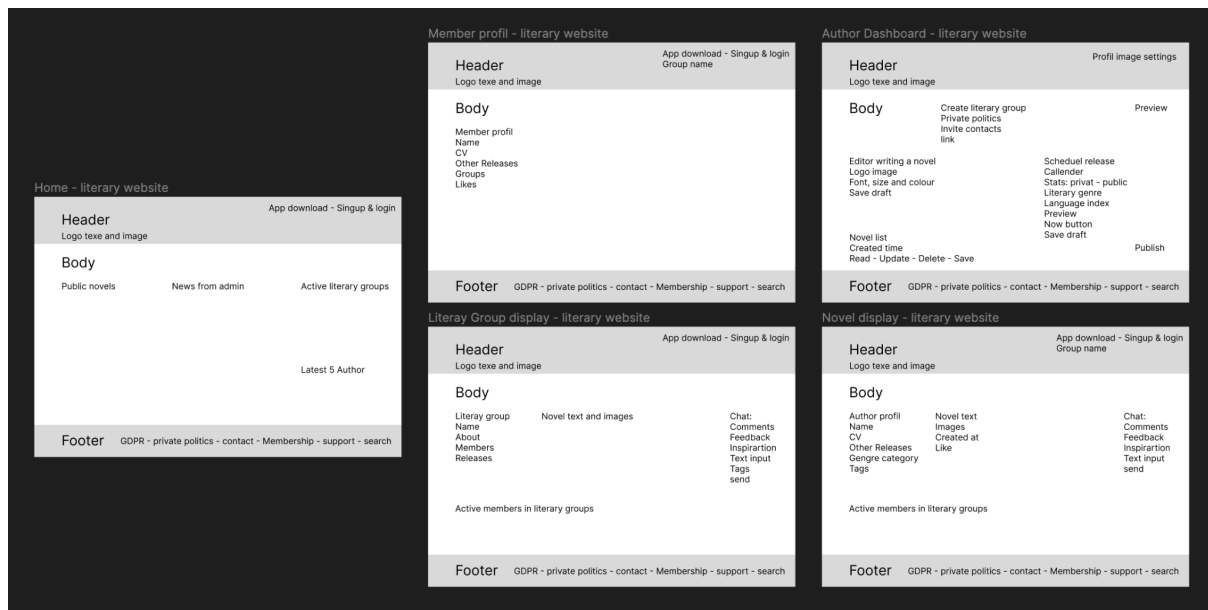 Home - literary website
App download - Singup & login
Header
Logo texe and image
Body
Public novels
News from admin
Active literary groups
Latest 5 Author
Footer
GDPR - private politics - contact - Membership - support - search
Member profil - literary website
App download - Singup & login
Group name
Header
Logo texe and image
Body
Member profil
Name
CV
Other Releases
Groups
Likes
Footer
GDPR - private politics - contact - Membership - support - search
Author Dashboard - literary website
Profil image settings
Header
Logo texe and image
Body
Create literary group
Private politics
Invite contacts
link
Preview
Editor writing a novel
Logo image
Font, size and colour
Save draft
Scheduel release
Callender
Stats: privat - public
Literary genre
Language index
Preview
Now button
Save draft
Novel list
Created time
Read - Update - Delete - Save
Publish
Footer
GDPR - private politics - contact - Membership - support - search
Literay Group display - literary website
App download - Singup & login
Header
Logo texe and image
Body
Literay group
Name
About
Members
Releases
Novel text and images
Chat:
Comments
Feedback
Inspirartion
Text input
Tags
send
Active members in literary groups
Footer
GDPR - private politics - contact - Membership - support - search
Novel display - literary website
App download - Singup & login
Group name
Header
Logo texe and image
Body
Author profil
Name
CV
Other Releases
Gengre category
Tags
Novel text
Images
Created at
Like
Chat:
Comments
Feedback
Inspirartion
Text input
send
Active members in literary groups
Footer
GDPR - private politics - contact - Membership - support - search